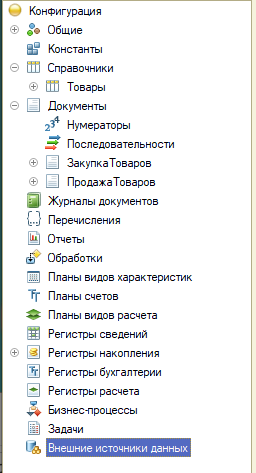 Конфигурация
Общие
Константы
Справочники
Товары
Документы
Нумераторы
Последовательности
ЗакупкаТоваров
ПродажаТоваров
Журналы документов
Перечисления
Отчеты
Обработки
Планы видов характеристик
Планы счетов
Планы видов расчета
Регистры сведений
Регистры накопления
Регистры бухгалтерии
Регистры расчета
Бизнес-процессы
Задачи
Внешние источники данных